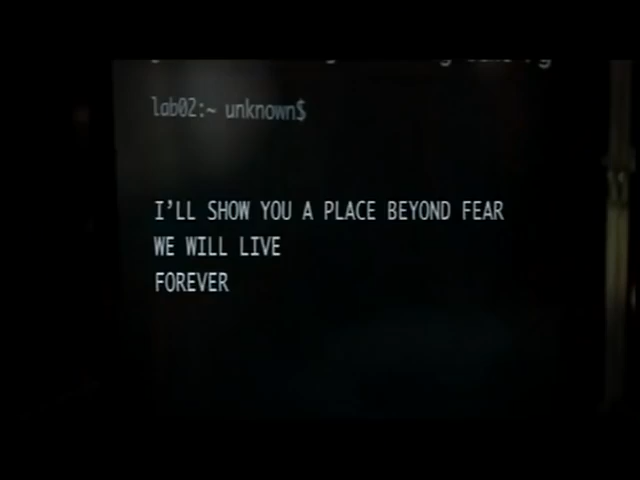 lab02:~ unknown$
I'LL SHOW YOU A PLACE BEYOND FEAR
WE WILL LIVE
FOREVER